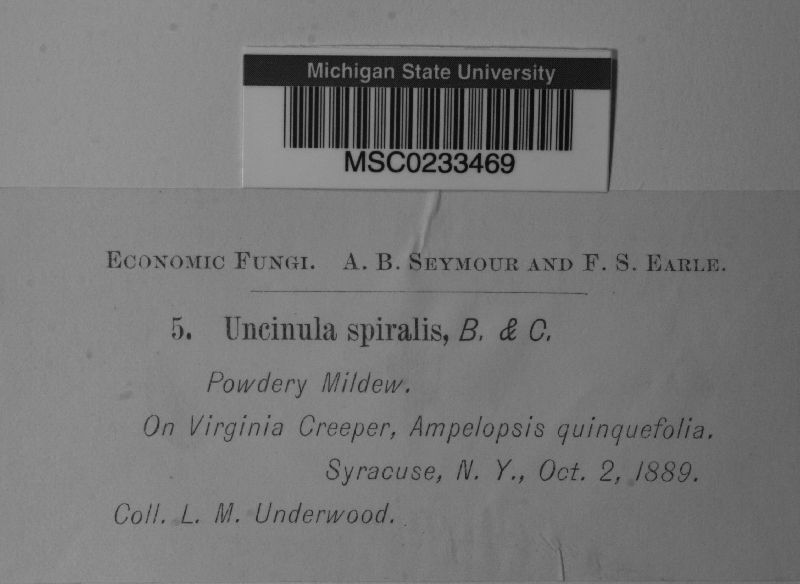 Michigan State University
MSC0233469
Economic Fungi. A. B. Seymour and F. S. Earle.
5. Uncinula spiralis, B. & C.
Powdery Mildew.
On Virginia Creeper, Ampelopsis quinquefolia.
Syracuse, N. Y., Oct. 2, 1889.
Coll. L. M. Underwood.